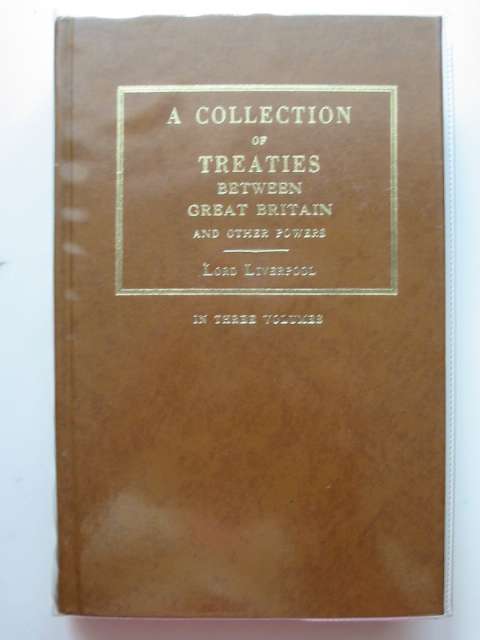 A COLLECTION
OF
TREATIES
BETWEEN
GREAT BRITAIN
AND OTHER POWERS
LORD LIVERPOOL
IN THREE VOLUMES